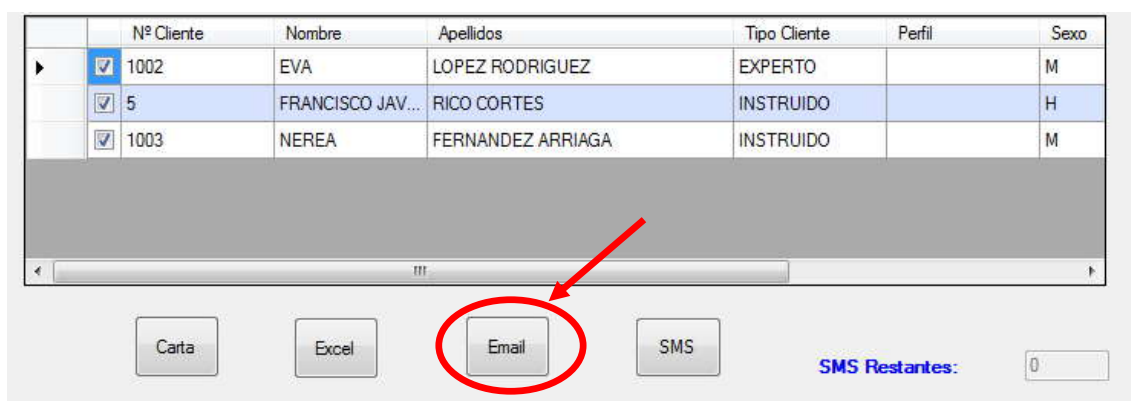 Nº Cliente Nombre Apellidos Tipo Cliente Perfil Sexo
1002 EVA LOPEZ RODRIGUEZ EXPERTO M
5 FRANCISCO JAV... RICO CORTES INSTRUIDO H
1003 NEREA FERNANDEZ ARRIAGA INSTRUIDO M
Carta Excel Email SMS
SMS Restantes: 0